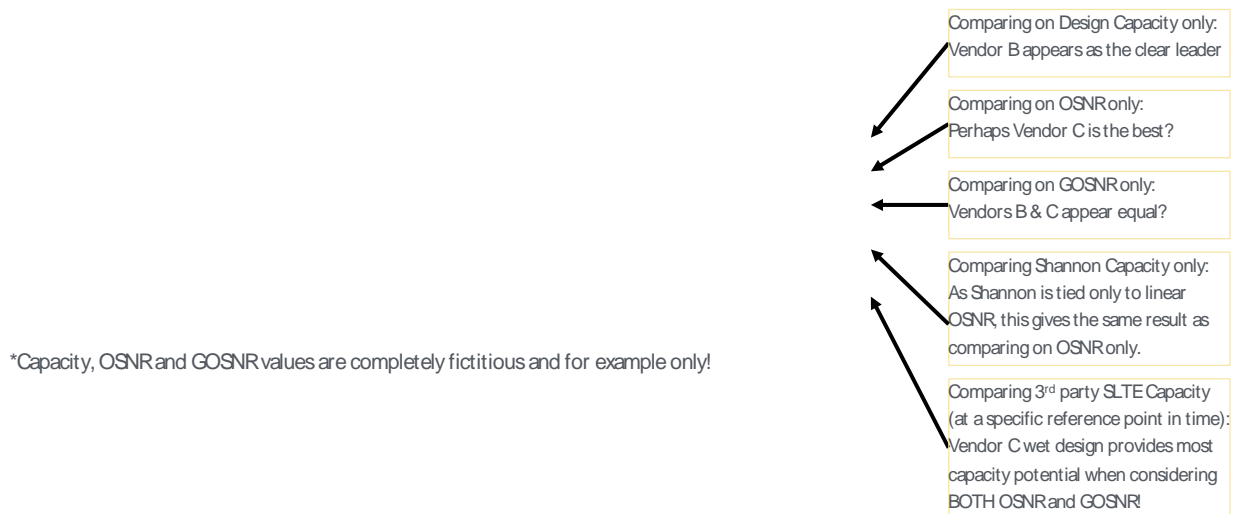 Comparing on Design Capacity only:
Vendor B appears as the clear leader
Comparing on OSNR only:
Perhaps Vendor C is the best?
Comparing on GOSNR only:
Vendors B & C appear equal?
Comparing Shannon Capacity only:
As Shannon is tied only to linear
OSNR, this gives the same result as
comparing on OSNR only.
*Capacity, OSNR and GOSNR values are completely fictitious and for example only!
Comparing 3rd party SLTE Capacity
(at a specific reference point in time):
Vendor C wet design provides most
capacity potential when considering
BOTH OSNR and GOSNR!